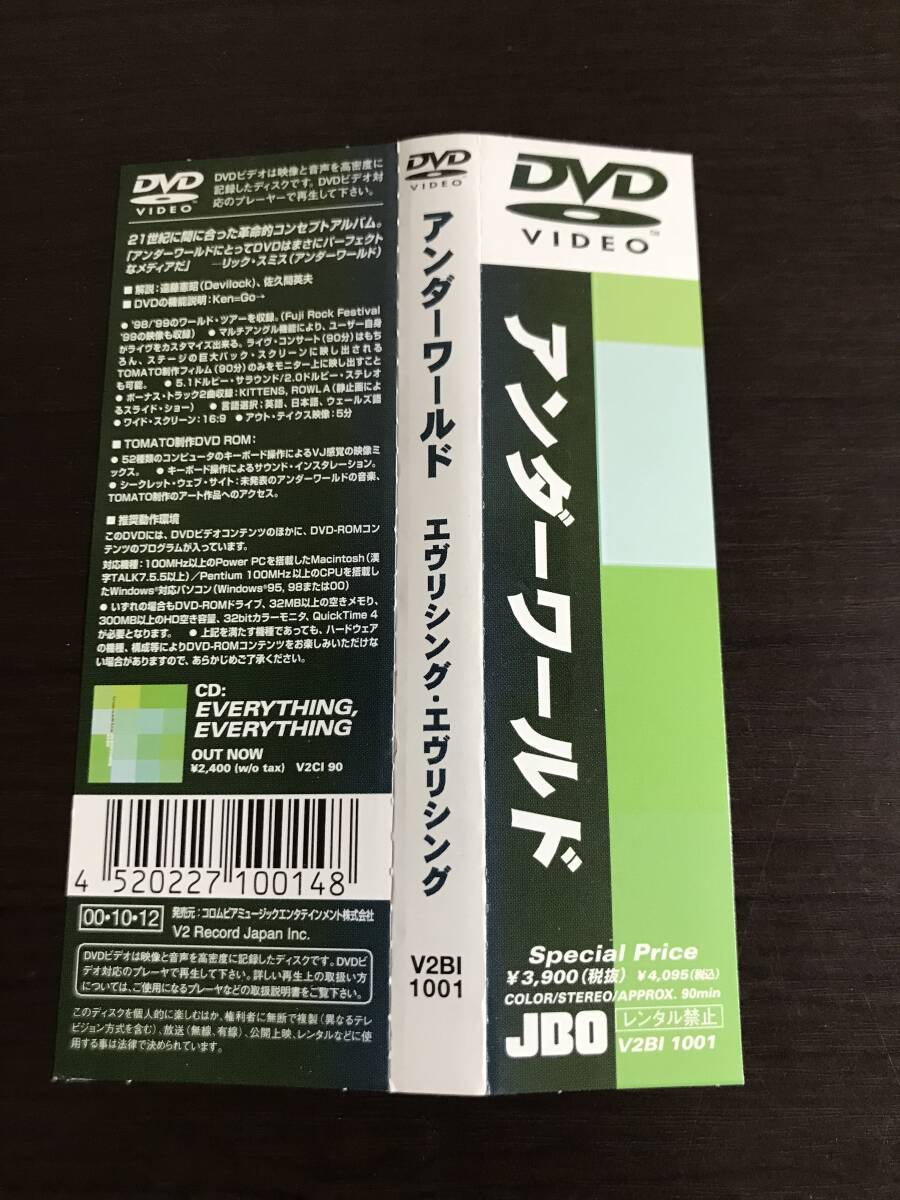 DVD
VIDEO
DVDビデオは映像と音声を高密度に
記録したディスクです。DVDビデオ対
応のプレーヤーで再生して下さい。
21世紀に間に合った革命的コンセプトアルバム。
「アンダーワールドにとってDVDはまさにパーフェクト
なメディアだ」 ―リック・スミス(アンダーワールド)
■ 解説:遠藤憲昭(Devilock)、佐久間英夫
■ DVDの機能説明:Ken=Go→
● '98/'99のワールド・ツアーを収録。(Fuji Rock Festival
'99の映像も収録) ● マルチアングル機能により、ユーザー自身
がライヴをカスタマイズ出来る。ライヴ・コンサート(90分)はもち
ろん、ステージの巨大バック・スクリーンに映し出される
TOMATO制作フィルム(90分)のみをモニター上に映し出すこと
も可能。 ● 5.1ドルビー・サラウンド/2.0ドルビー・ステレオ
● ボーナス・トラック2曲収録:KITTENS, ROWLA(静止画によ
るスライド・ショー) ● 言語選択:英語、日本語、ウェールズ語
● ワイド・スクリーン:16:9 ● アウト・テイクス映像:5分
■ TOMATO制作DVD ROM:
● 52種類のコンピュータのキーボード操作によるVJ感覚の映像ミ
ックス。 ● キーボード操作によるサウンド・インスタレーション。
● シークレット・ウェブ・サイト:未発表のアンダーワールドの音楽、
TOMATO制作のアート作品へのアクセス。
■ 推奨動作環境
このDVDには、DVDビデオコンテンツのほかに、DVD-ROMコン
テンツのプログラムが入っています。
対応機種:100MHz以上のPower PCを搭載したMacintosh(漢
字TALK7.5.5以上)/Pentium 100MHz以上のCPUを搭載し
たWindows®対応パソコン(Windows®95, 98または00)
● いずれの場合もDVD-ROMドライブ、32MB以上の空きメモリ、
300MB以上のHD空き容量、32bitカラーモニタ、QuickTime 4
が必要となります。 ● 上記を満たす機種であっても、ハードウェア
の機種、構成等によりDVD-ROMコンテンツをお楽しみいただけな
い場合がありますので、あらかじめご了承ください。
CD:
EVERYTHING,
EVERYTHING
OUT NOW
¥2,400 (w/o tax) V2CI 90
4 520227 100148
00・10・12
発売元:コロムビアミュージックエンタテインメント株式会社
V2 Record Japan Inc.
DVDビデオは映像と音声を高密度に記録したディスクです。DVDビ
デオ対応のプレーヤで再生して下さい。詳しい再生上の取扱い方
については、ご使用になるプレーヤなどの取扱説明書をご覧下さい。
このディスクを個人的に楽しむほか、権利者に無断で複製(異なるテレ
ビジョン方式を含む)、放送(無線、有線)、公開上映、レンタルなどに使
用する事は法律で決められています。
DVD
VIDEO™
アンダーワールド エヴリシング・エヴリシング
V2BI
1001
DVD
VIDEO™
アンダーワールド
Special Price
¥3,900(税抜) ¥4,095(税込)
COLOR/STEREO/APPROX. 90min
JBO
レンタル禁止
V2BI 1001